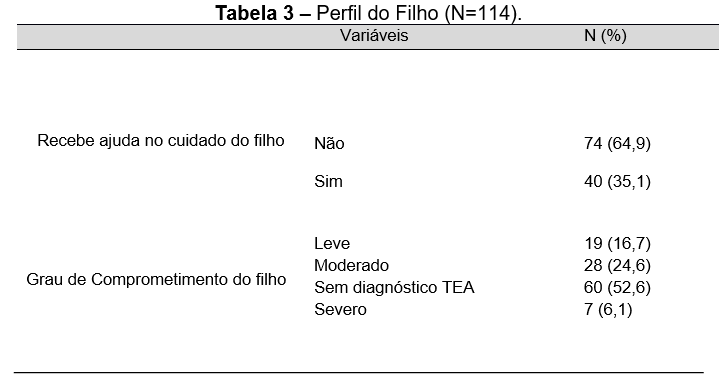 Tabela 3 – Perfil do Filho (N=114).
Variáveis N (%)
Recebe ajuda no cuidado do filho Não 74 (64,9)
Sim 40 (35,1)
Leve 19 (16,7)
Moderado 28 (24,6)
Grau de Comprometimento do filho
Sem diagnóstico TEA 60 (52,6)
Severo 7 (6,1)